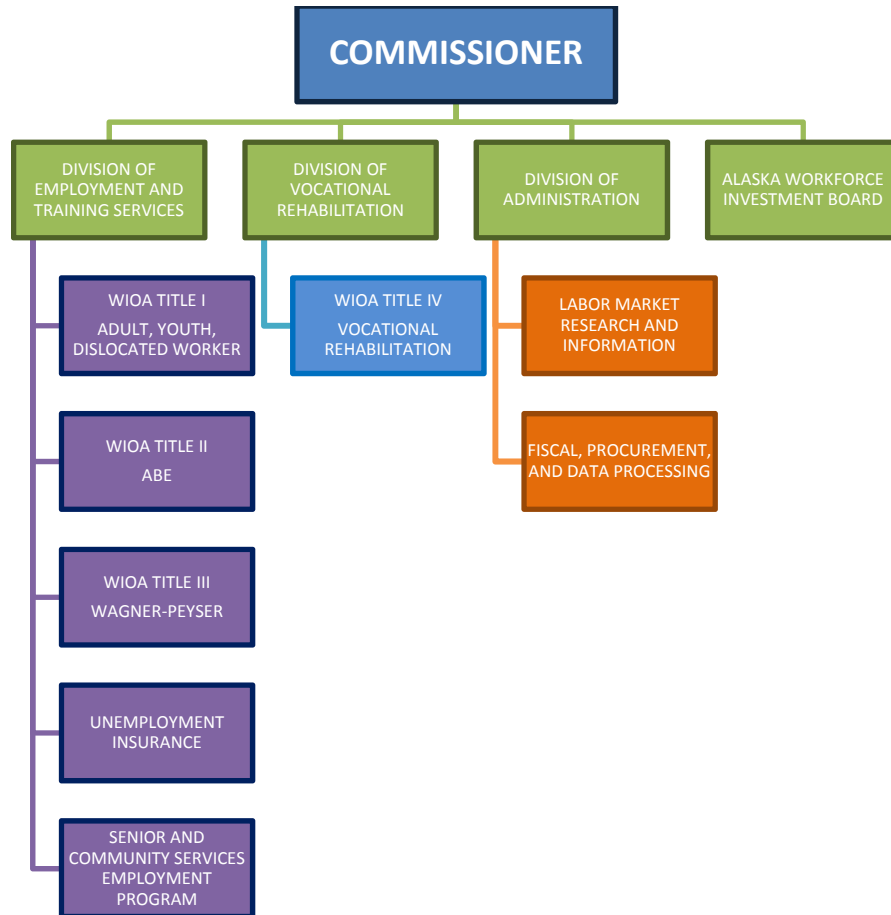 COMMISSIONER
DIVISION OF
EMPLOYMENT AND
TRAINING SERVICES
DIVISION OF
VOCATIONAL
REHABILITATION
DIVISION OF
ADMINISTRATION
ALASKA WORKFORCE
INVESTMENT BOARD
WIOA TITLE I
ADULT, YOUTH,
DISLOCATED WORKER
WIOA TITLE II
ABE
WIOA TITLE III
WAGNER-PEYSER
UNEMPLOYMENT
INSURANCE
SENIOR AND
COMMUNITY SERVICES
EMPLOYMENT
PROGRAM
WIOA TITLE IV
VOCATIONAL
REHABILITATION
LABOR MARKET
RESEARCH AND
INFORMATION
FISCAL, PROCUREMENT,
AND DATA PROCESSING